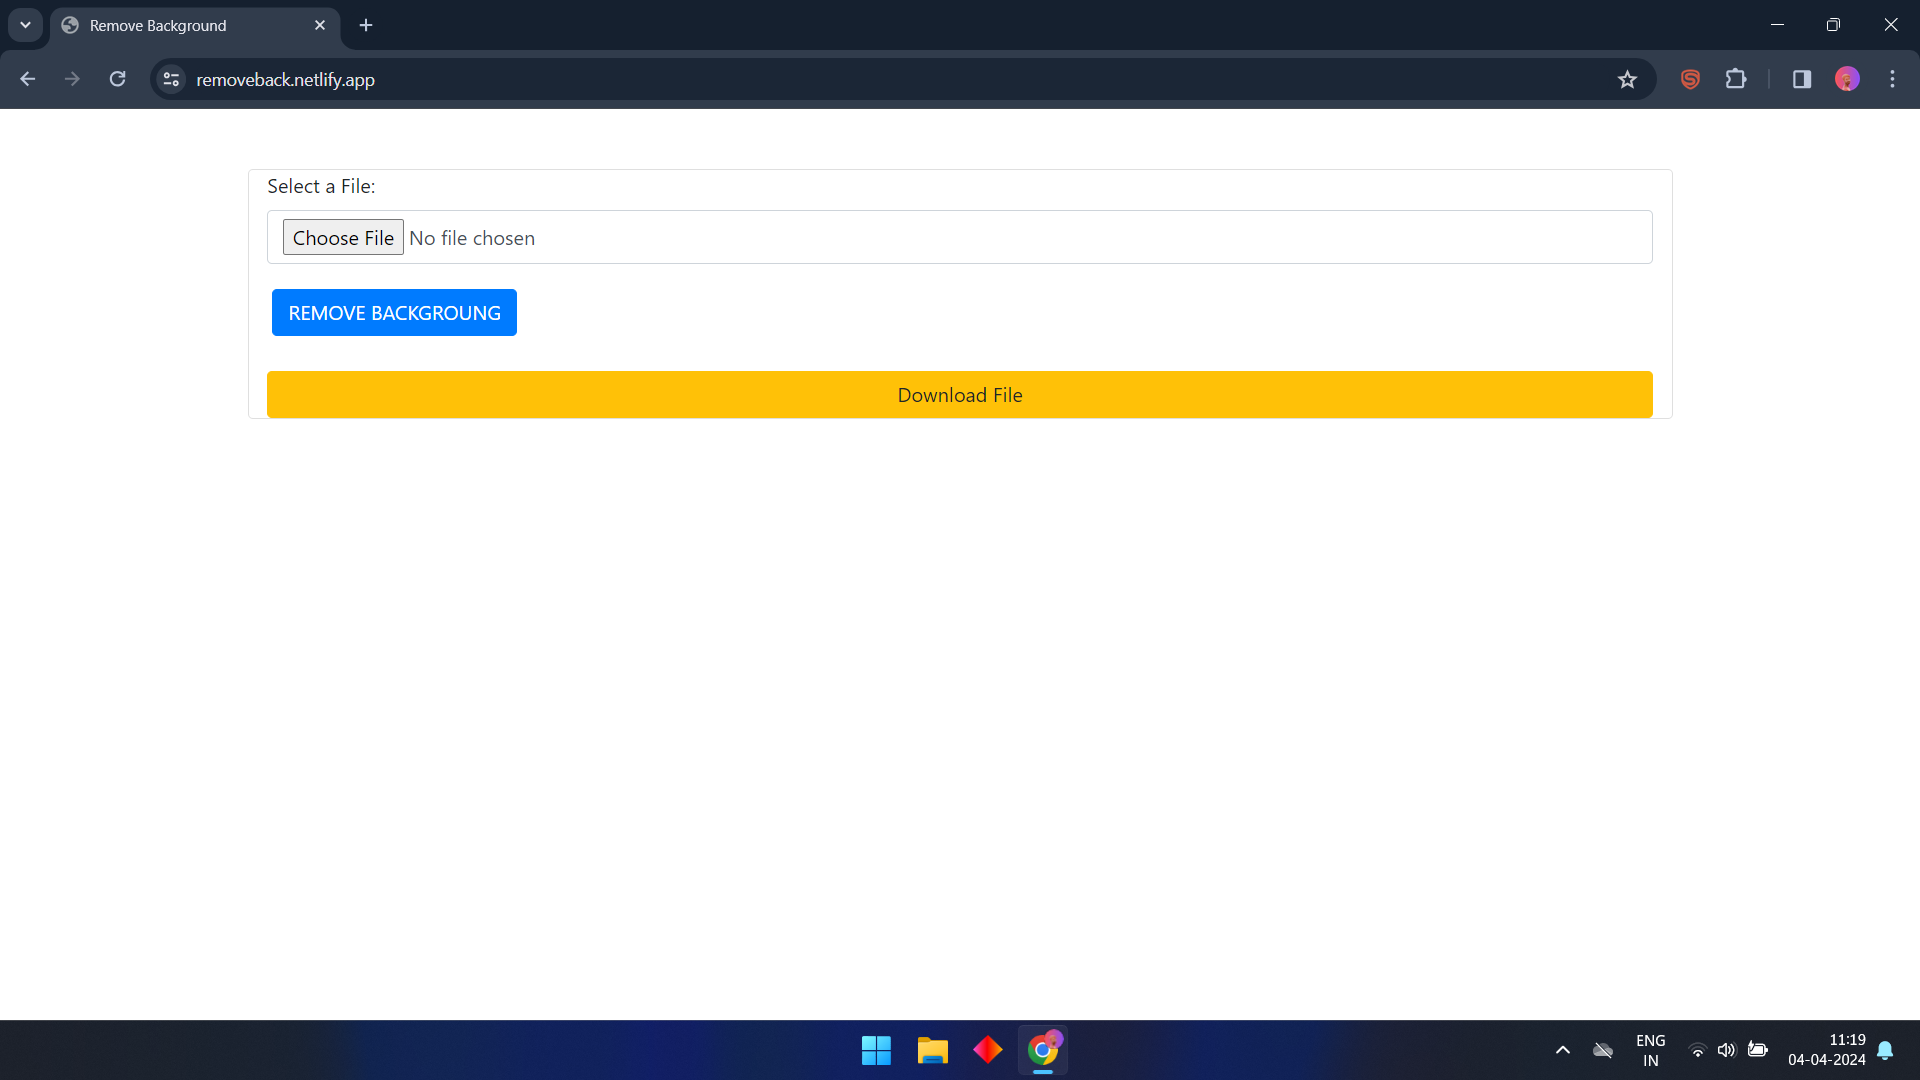 Remove Background
removeback.netlify.app
Select a File:
Choose File No file chosen
REMOVE BACKGROUNG
Download File
ENG
IN
11:19
04-04-2024